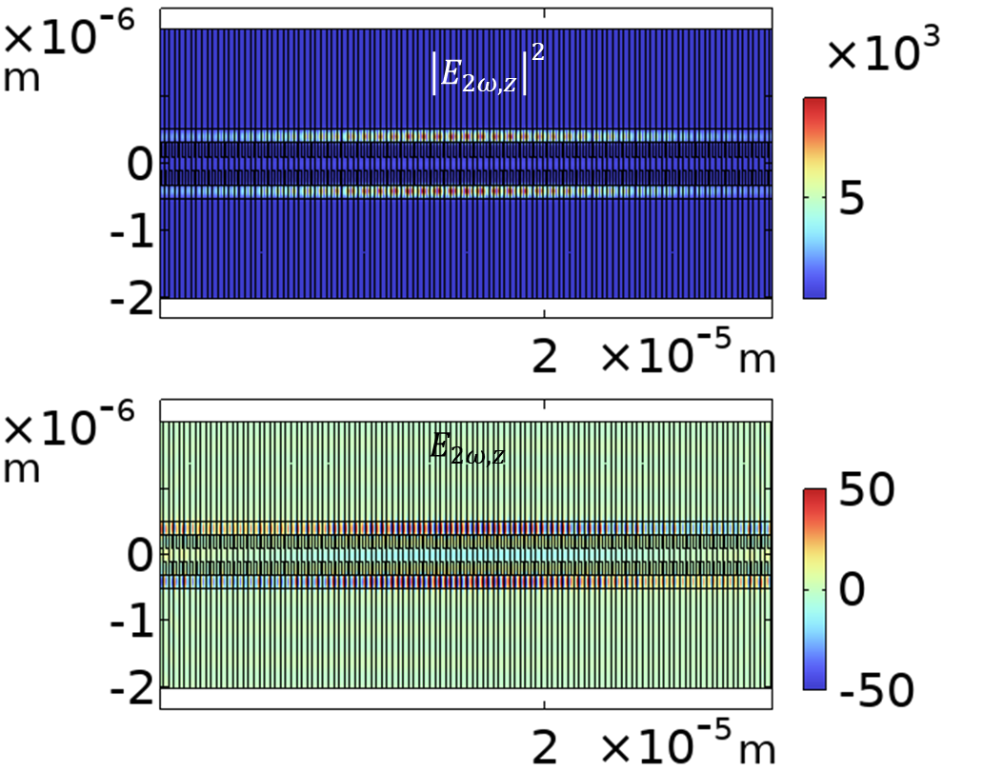 ×10⁻⁶
m
|E₂ω,z|²
×10³
0
5
-1
-2
2 ×10⁻⁵ m
×10⁻⁶
m
E₂ω,z
50
0
0
-1
-2
-50
2 ×10⁻⁵ m